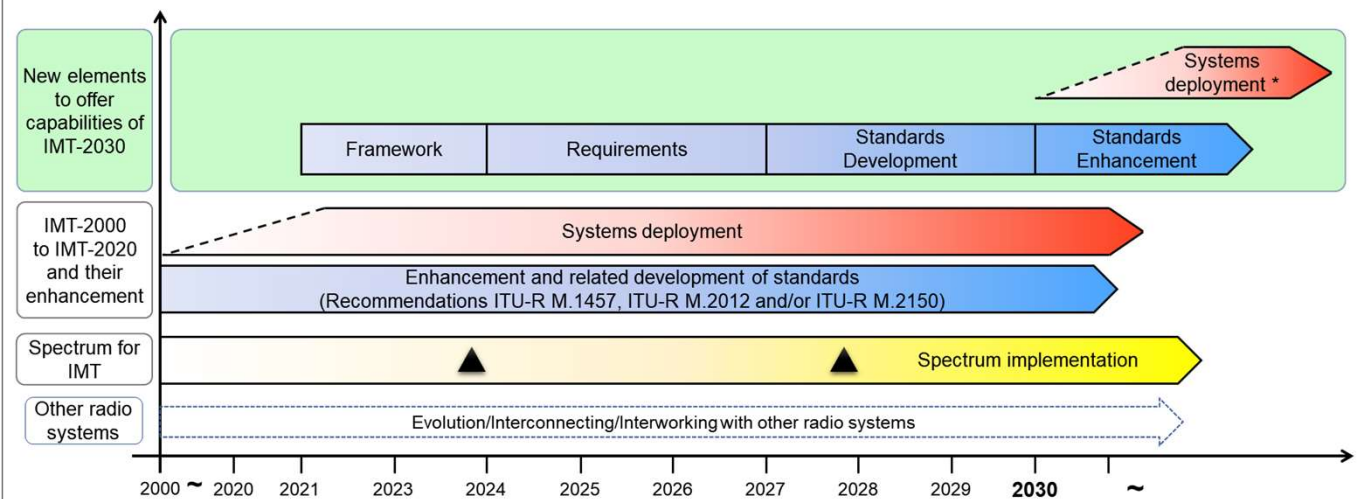 New elements
to offer
capabilities of
IMT-2030
Systems
deployment *
Framework
Requirements
Standards
Development
Standards
Enhancement
IMT-2000
to IMT-2020
and their
enhancement
Systems deployment
Enhancement and related development of standards
(Recommendations ITU-R M.1457, ITU-R M.2012 and/or ITU-R M.2150)
Spectrum for
IMT
Spectrum implementation
Other radio
systems
Evolution/Interconnecting/Interworking with other radio systems
2000 ~ 2020 2021 2023 2024 2025 2026 2027 2028 2029 2030 ~